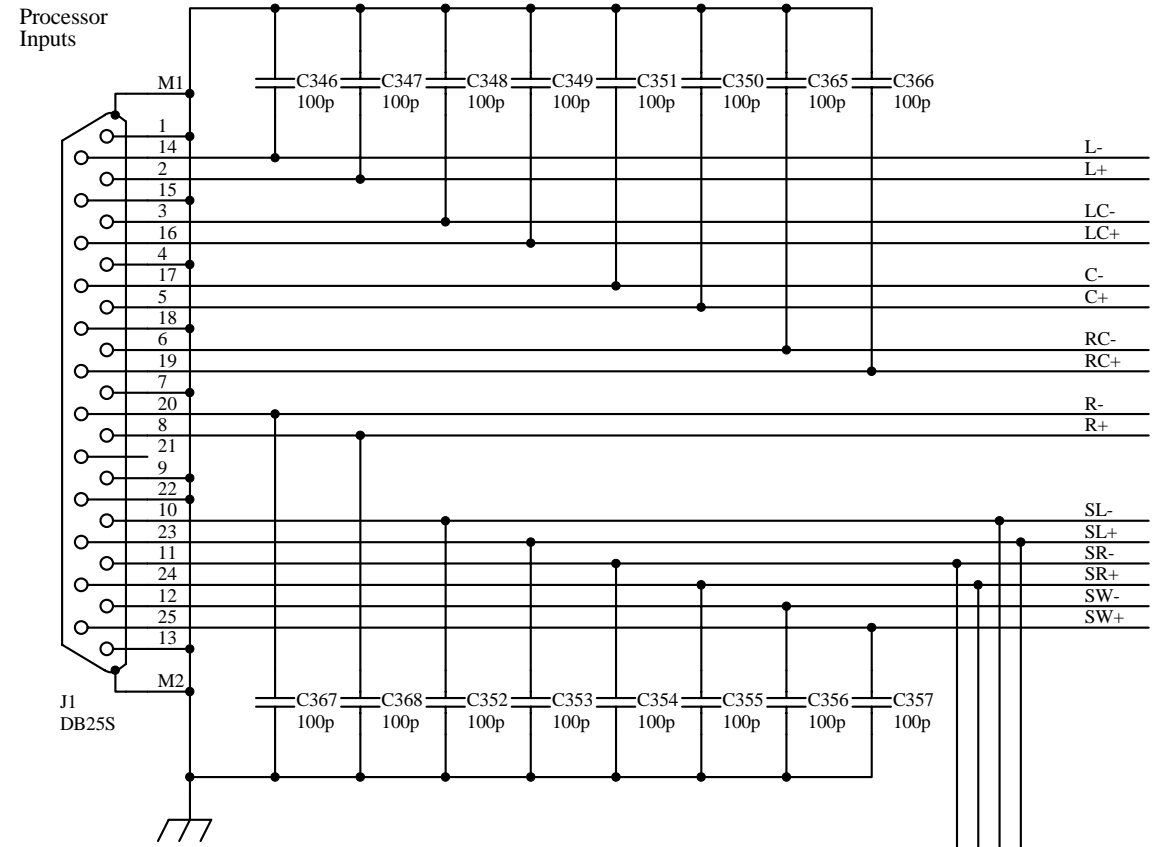 Processor
Inputs
M1
C346
100p
C347
100p
C348
100p
C349
100p
C351
100p
C350
100p
C365
100p
C366
100p
1
14
L-
2
L+
15
3
LC-
16
LC+
4
17
C-
5
C+
18
6
RC-
19
RC+
7
20
R-
8
R+
21
9
22
10
SL-
23
SL+
11
SR-
24
SR+
12
SW-
25
SW+
13
M2
J1
DB25S
C367
100p
C368
100p
C352
100p
C353
100p
C354
100p
C355
100p
C356
100p
C357
100p